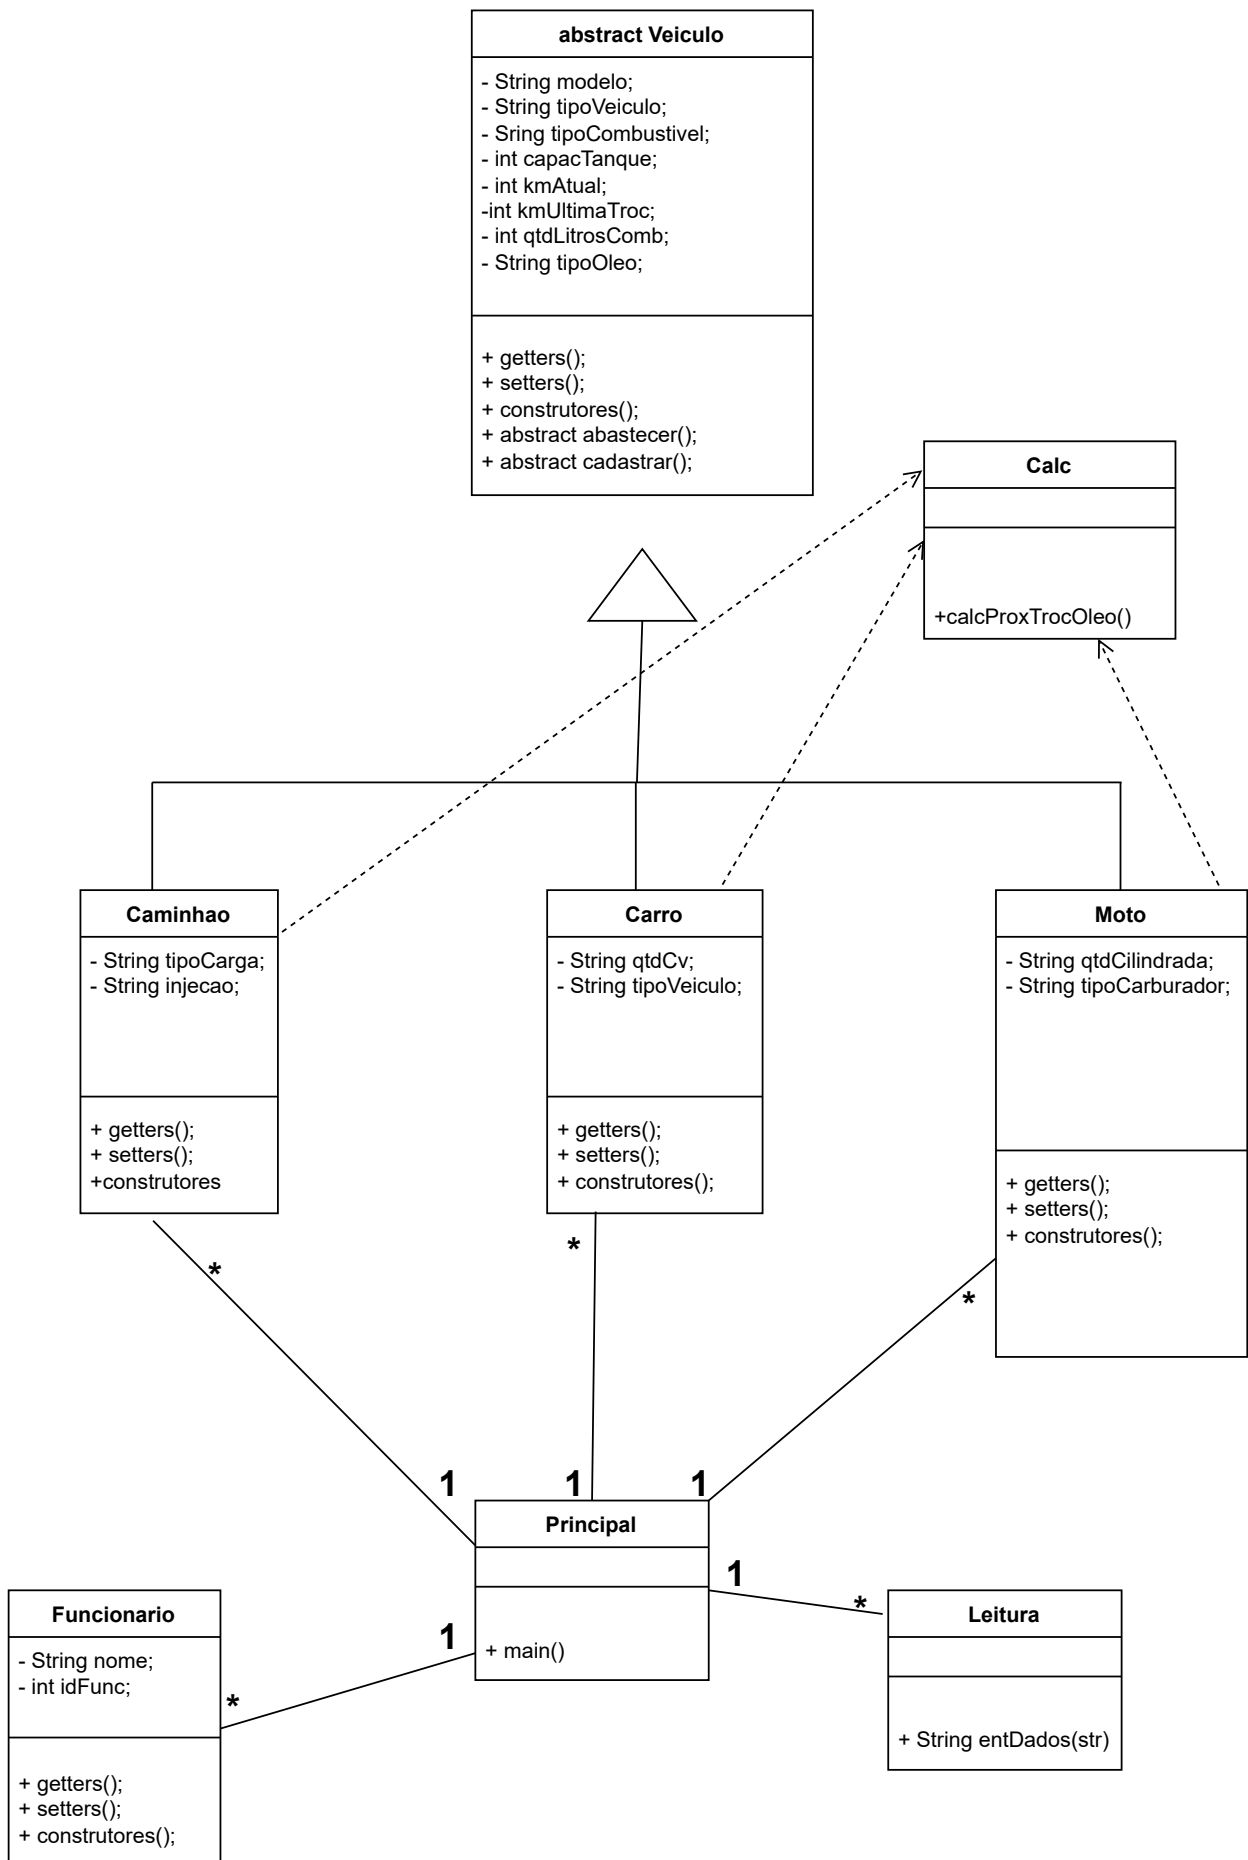 abstract Veiculo
- String modelo;
- String tipoVeiculo;
- Sring tipoCombustivel;
- int capacTanque;
- int kmAtual;
-int kmUltimaTroc;
- int qtdLitrosComb;
- String tipoOleo;
+ getters();
+ setters();
+ construtores();
+ abstract abastecer();
+ abstract cadastrar();
Calc
+calcProxTrocOleo()
Caminhao
- String tipoCarga;
- String injecao;
+ getters();
+ setters();
+construtores
Carro
- String qtdCv;
- String tipoVeiculo;
+ getters();
+ setters();
+ construtores();
Moto
- String qtdCilindrada;
- String tipoCarburador;
+ getters();
+ setters();
+ construtores();
*
*
*
1
1
1
Principal
+ main()
1
*
1
*
Funcionario
- String nome;
- int idFunc;
+ getters();
+ setters();
+ construtores();
Leitura
+ String entDados(str)